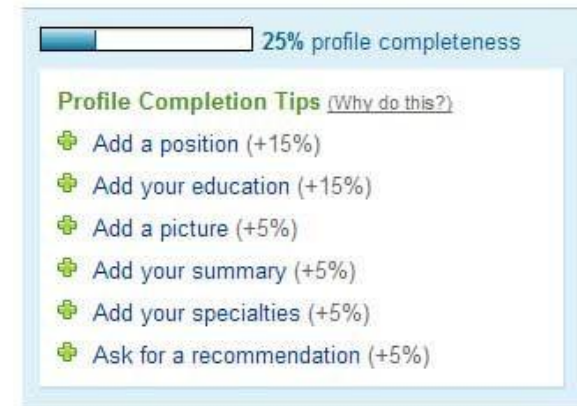 25% profile completeness
Profile Completion Tips (Why do this?)
Add a position (+15%)
Add your education (+15%)
Add a picture (+5%)
Add your summary (+5%)
Add your specialties (+5%)
Ask for a recommendation (+5%)